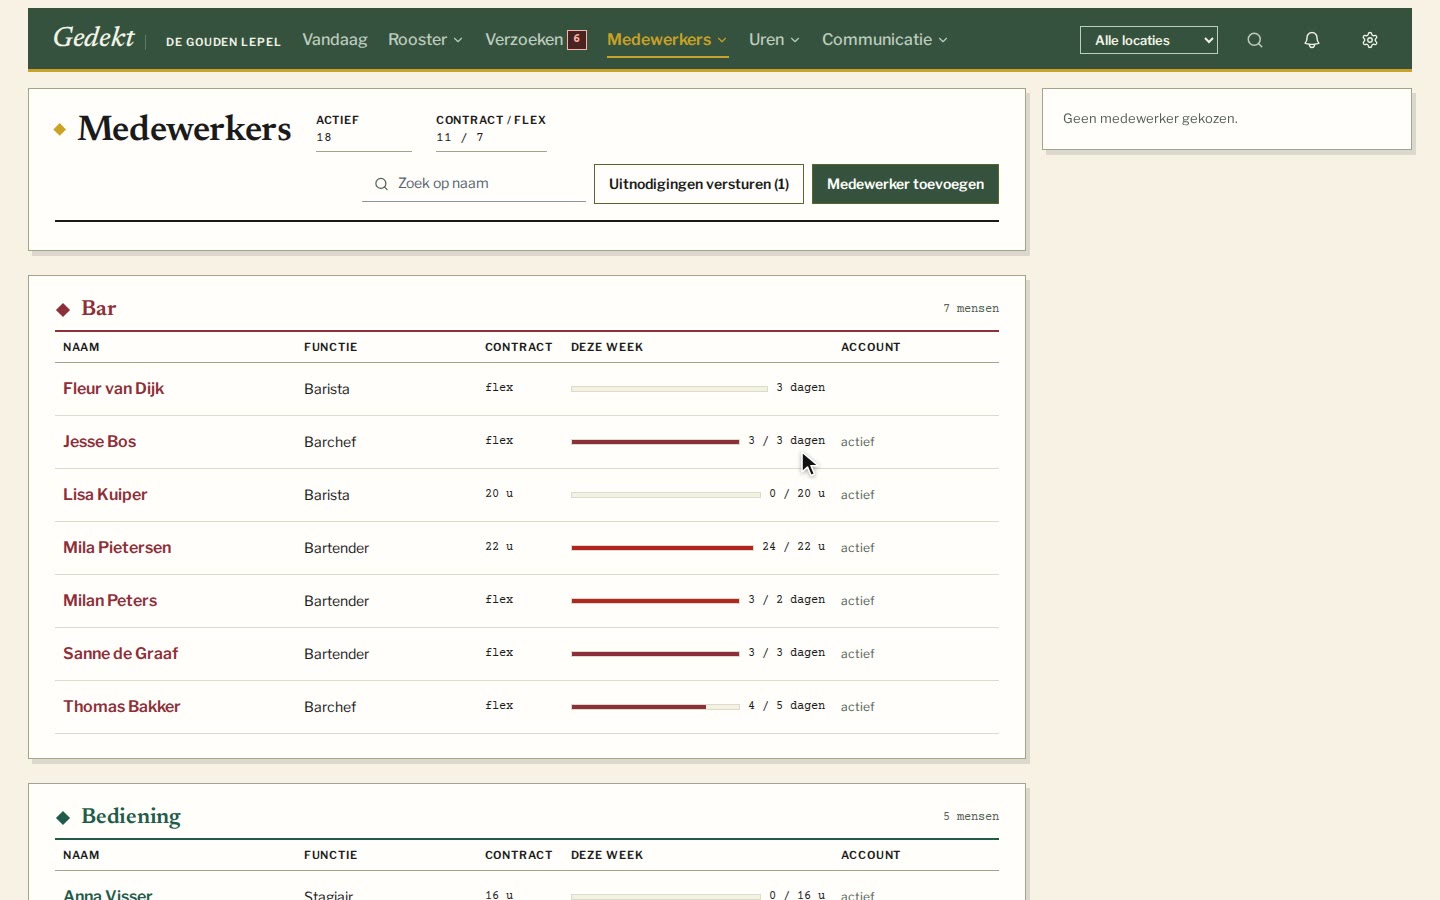 Gedekt DE GOUDEN LEPEL Vandaag Rooster Verzoeken 6 Medewerkers Uren Communicatie Alle locaties
Medewerkers
ACTIEF
18
CONTRACT / FLEX
11 / 7
Zoek op naam
Uitnodigingen versturen (1)
Medewerker toevoegen
Geen medewerker gekozen.
Bar 7 mensen
NAAM FUNCTIE CONTRACT DEZE WEEK ACCOUNT
Fleur van Dijk Barista flex 3 dagen
Jesse Bos Barchef flex 3 / 3 dagen actief
Lisa Kuiper Barista 20 u 0 / 20 u actief
Mila Pietersen Bartender 22 u 24 / 22 u actief
Milan Peters Bartender flex 3 / 2 dagen actief
Sanne de Graaf Bartender flex 3 / 3 dagen actief
Thomas Bakker Barchef flex 4 / 5 dagen actief
Bediening 5 mensen
NAAM FUNCTIE CONTRACT DEZE WEEK ACCOUNT
Anna Visser Stagiair 16 u 0 / 16 u actief